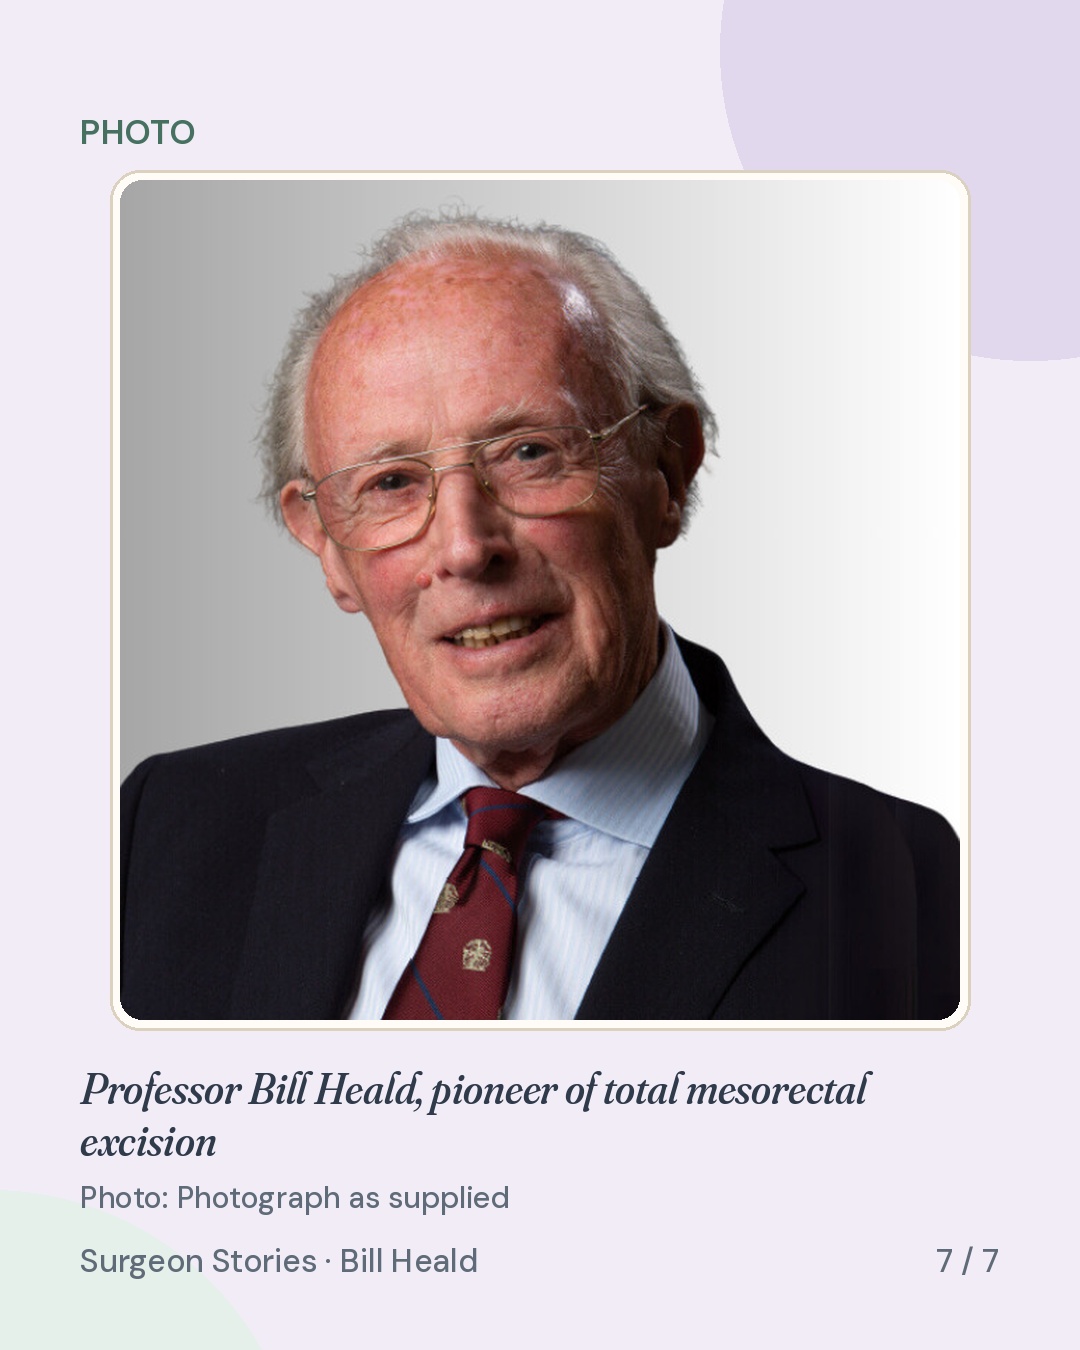 PHOTO
Professor Bill Heald, pioneer of total mesorectal
excision
Photo: Photograph as supplied
Surgeon Stories · Bill Heald
7 / 7